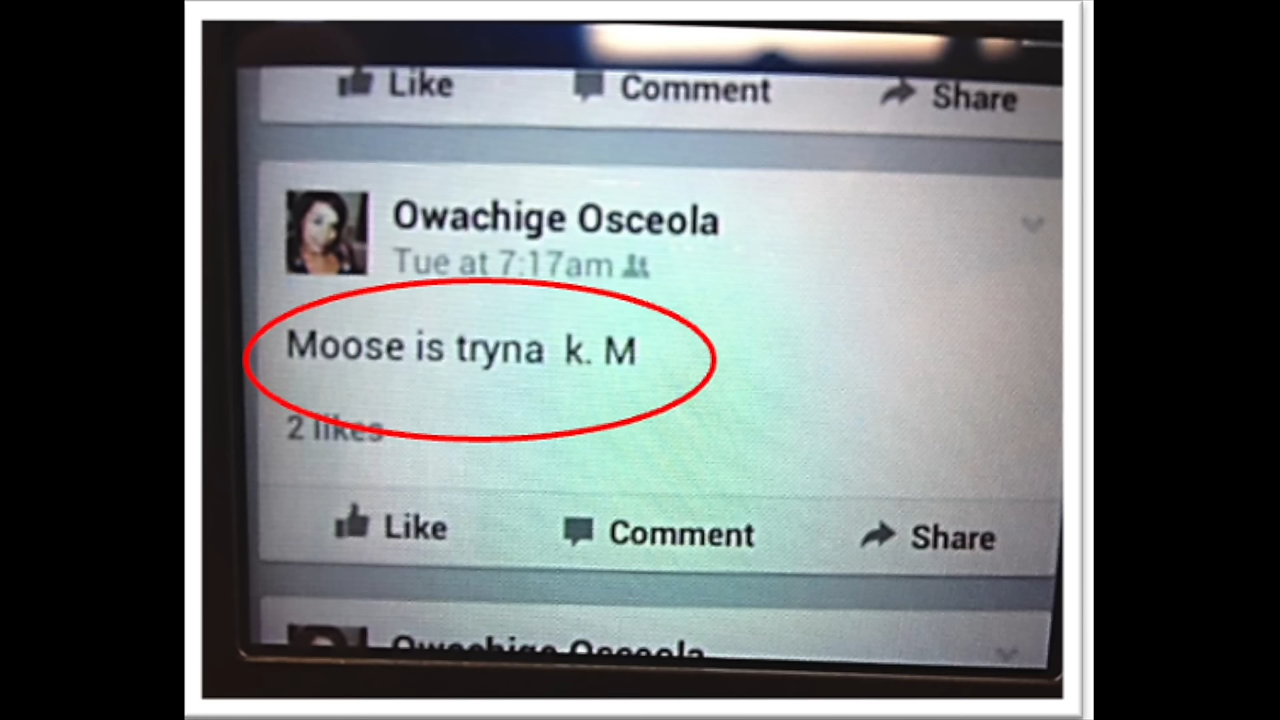 Like Comment Share
Owachige Osceola
Tue at 7:17am
Moose is tryna  k. M
2 likes
Like Comment Share
Owachige Osceola